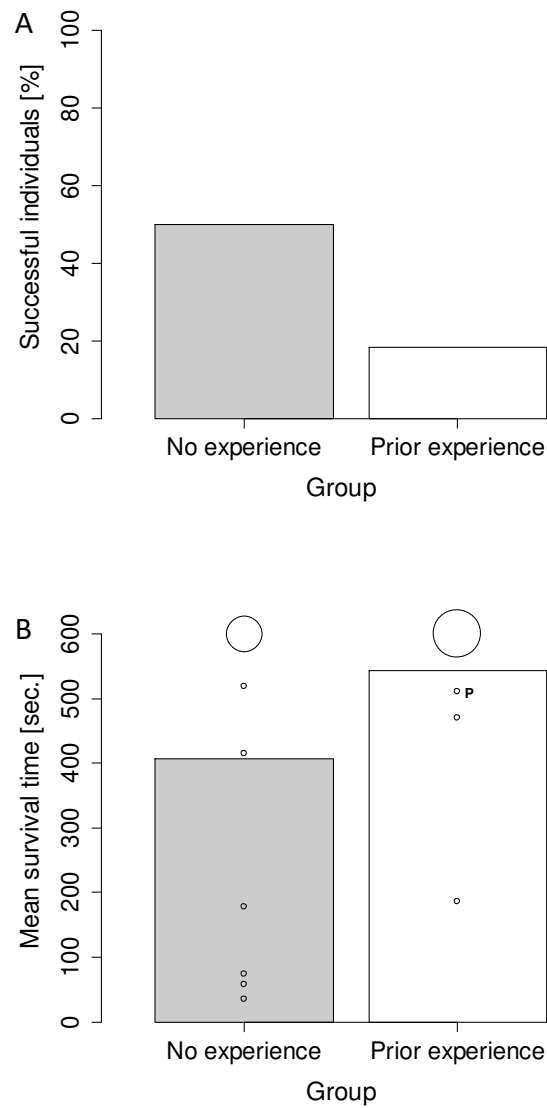 A
Successful individuals [%]
100
80
60
40
20
0
No experience
Prior experience
Group
B
Mean survival time [sec.]
600
500
400
300
200
100
0
P
No experience
Prior experience
Group